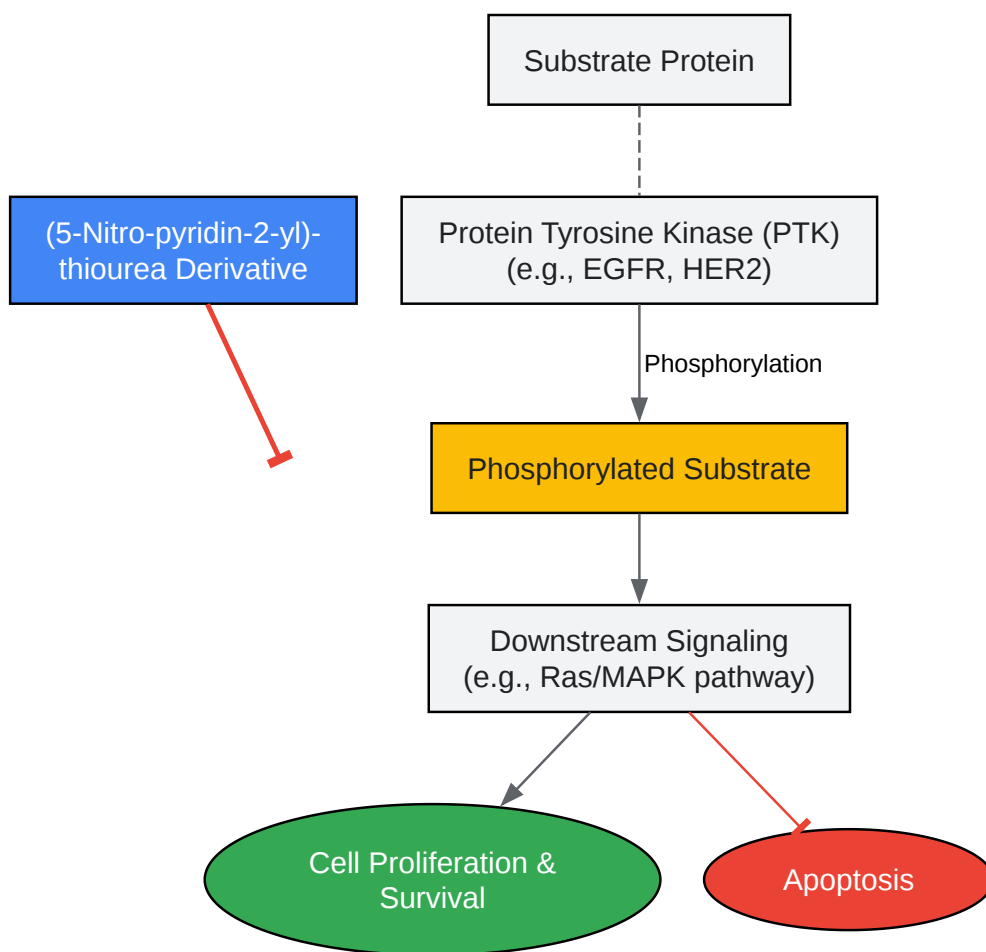 Substrate Protein
(5-Nitro-pyridin-2-yl)-
thiourea Derivative
Protein Tyrosine Kinase (PTK)
(e.g., EGFR, HER2)
Phosphorylation
Phosphorylated Substrate
Downstream Signaling
(e.g., Ras/MAPK pathway)
Cell Proliferation &
Survival
Apoptosis